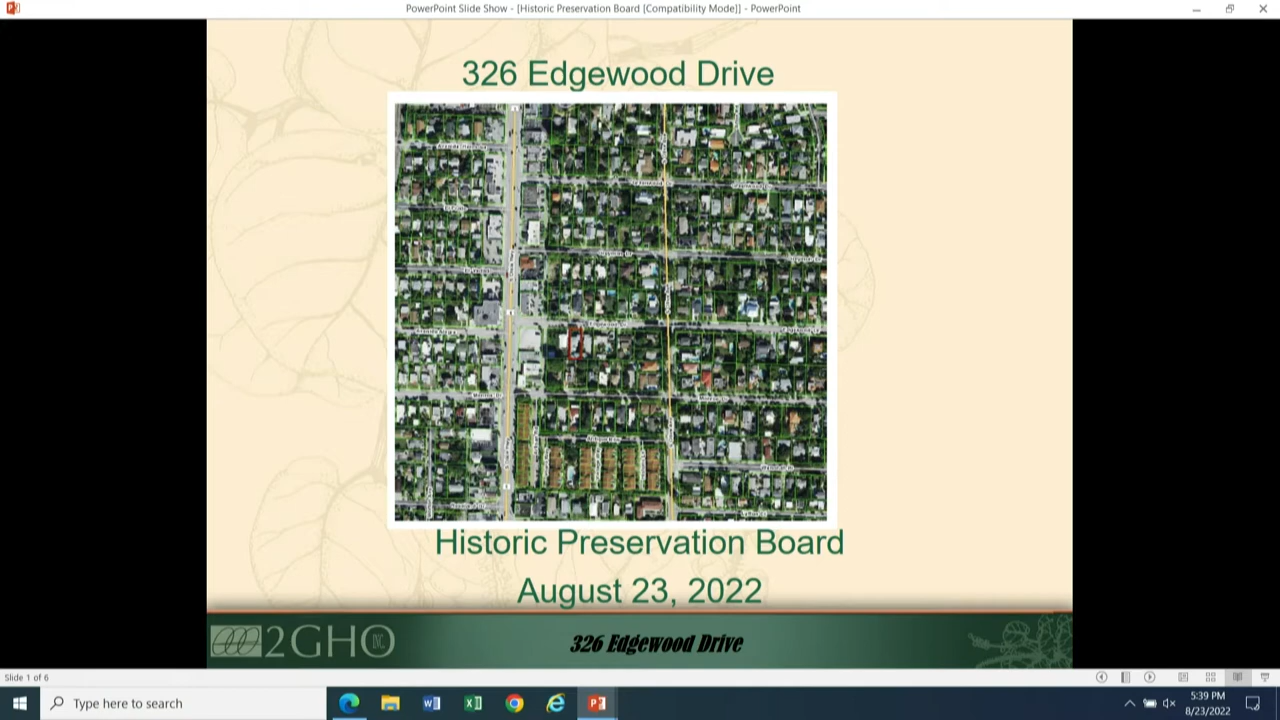 PowerPoint Slide Show - [Historic Preservation Board [Compatibility Mode]] - PowerPoint
326 Edgewood Drive
Historic Preservation Board
August 23, 2022
2GHO INC
326 Edgewood Drive
Slide 1 of 6
Type here to search
5:39 PM
8/23/2022